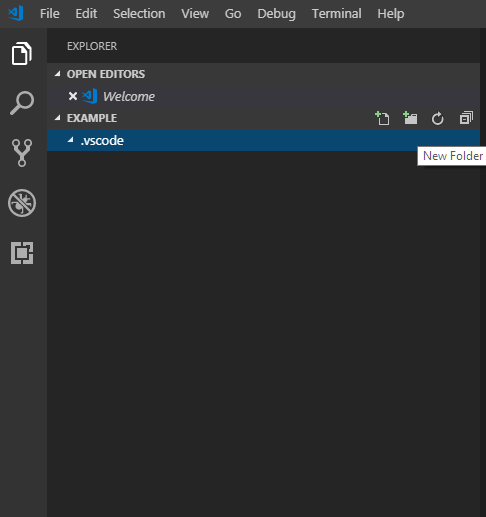 File Edit Selection View Go Debug Terminal Help
EXPLORER
OPEN EDITORS
Welcome
EXAMPLE
.vscode
New Folder